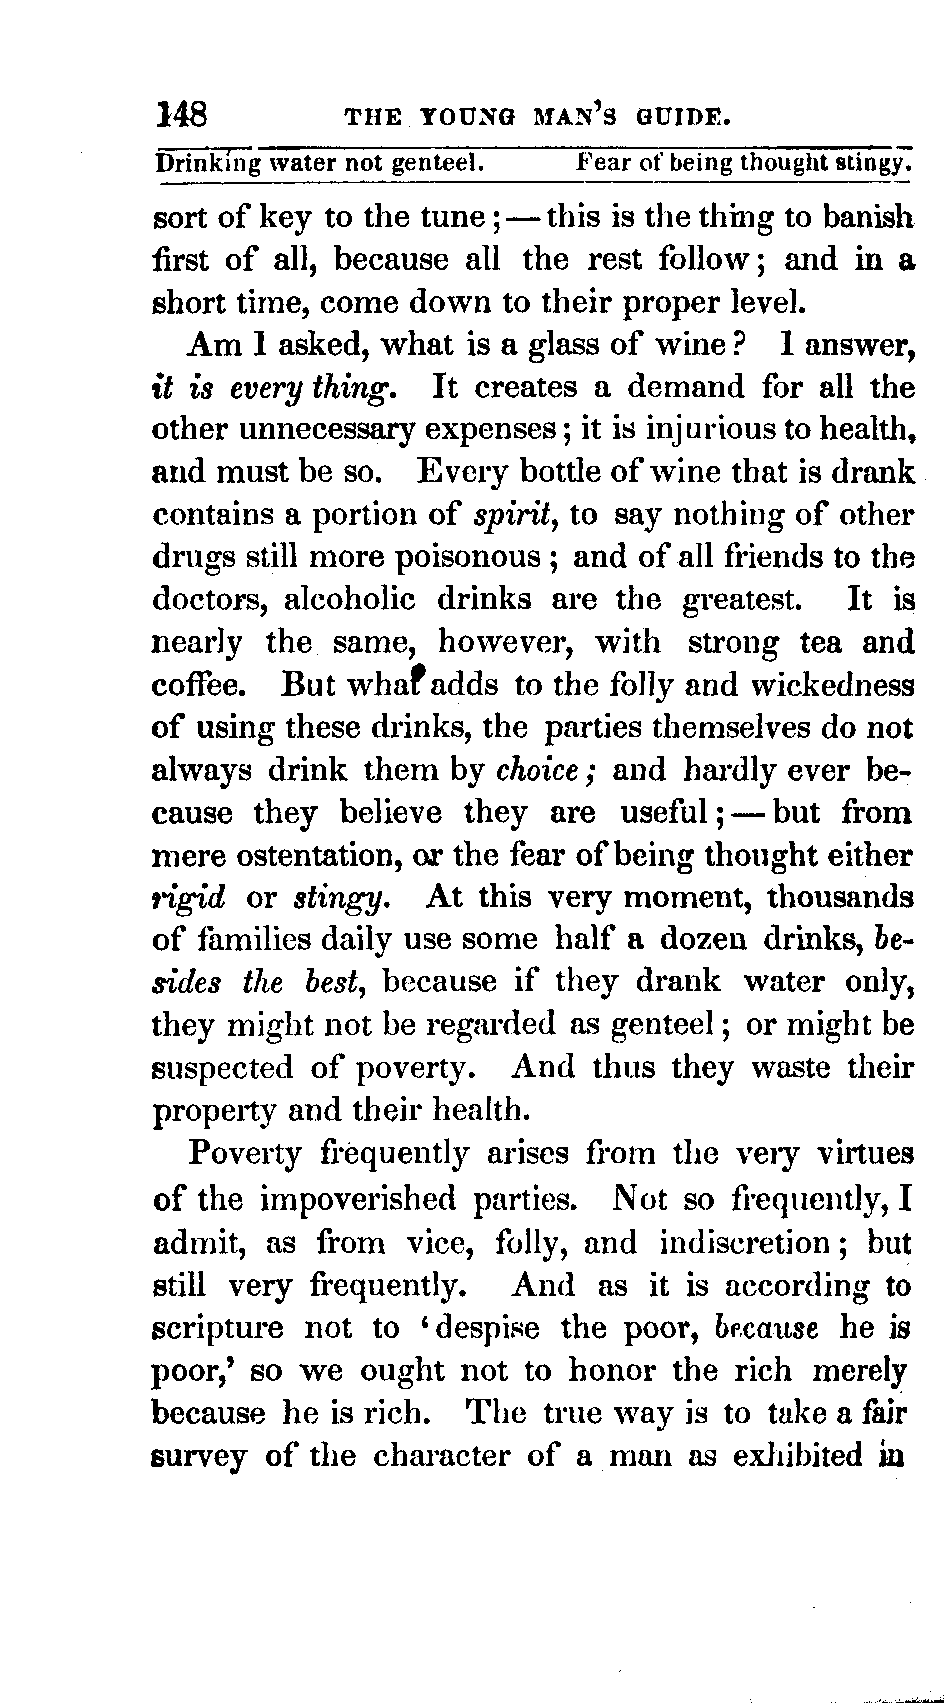 148 THE YOUNG MAN'S GUIDE.
Drinking water not genteel. Fear of being thought stingy.
sort of key to the tune;—this is the thing to banish
first of all, because all the rest follow; and in a
short time, come down to their proper level.
Am I asked, what is a glass of wine? I answer,
it is every thing. It creates a demand for all the
other unnecessary expenses; it is injurious to health,
and must be so. Every bottle of wine that is drank
contains a portion of spirit, to say nothing of other
drugs still more poisonous; and of all friends to the
doctors, alcoholic drinks are the greatest. It is
nearly the same, however, with strong tea and
coffee. But what adds to the folly and wickedness
of using these drinks, the parties themselves do not
always drink them by choice; and hardly ever be-
cause they believe they are useful;—but from
mere ostentation, or the fear of being thought either
rigid or stingy. At this very moment, thousands
of families daily use some half a dozen drinks, be-
sides the best, because if they drank water only,
they might not be regarded as genteel; or might be
suspected of poverty. And thus they waste their
property and their health.
Poverty frequently arises from the very virtues
of the impoverished parties. Not so frequently, I
admit, as from vice, folly, and indiscretion; but
still very frequently. And as it is according to
scripture not to 'despise the poor, because he is
poor,' so we ought not to honor the rich merely
because he is rich. The true way is to take a fair
survey of the character of a man as exhibited in